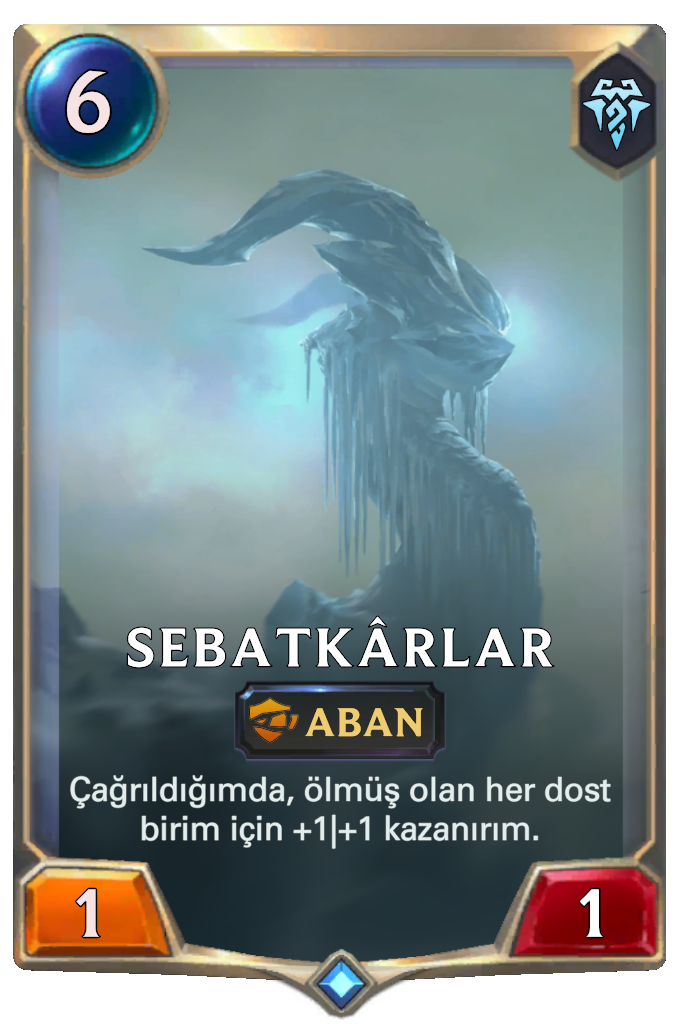 6
SEBATKÂRLAR
ABAN
Çağrıldığımda, ölmüş olan her dost
birim için +1|+1 kazanırım.
1
1